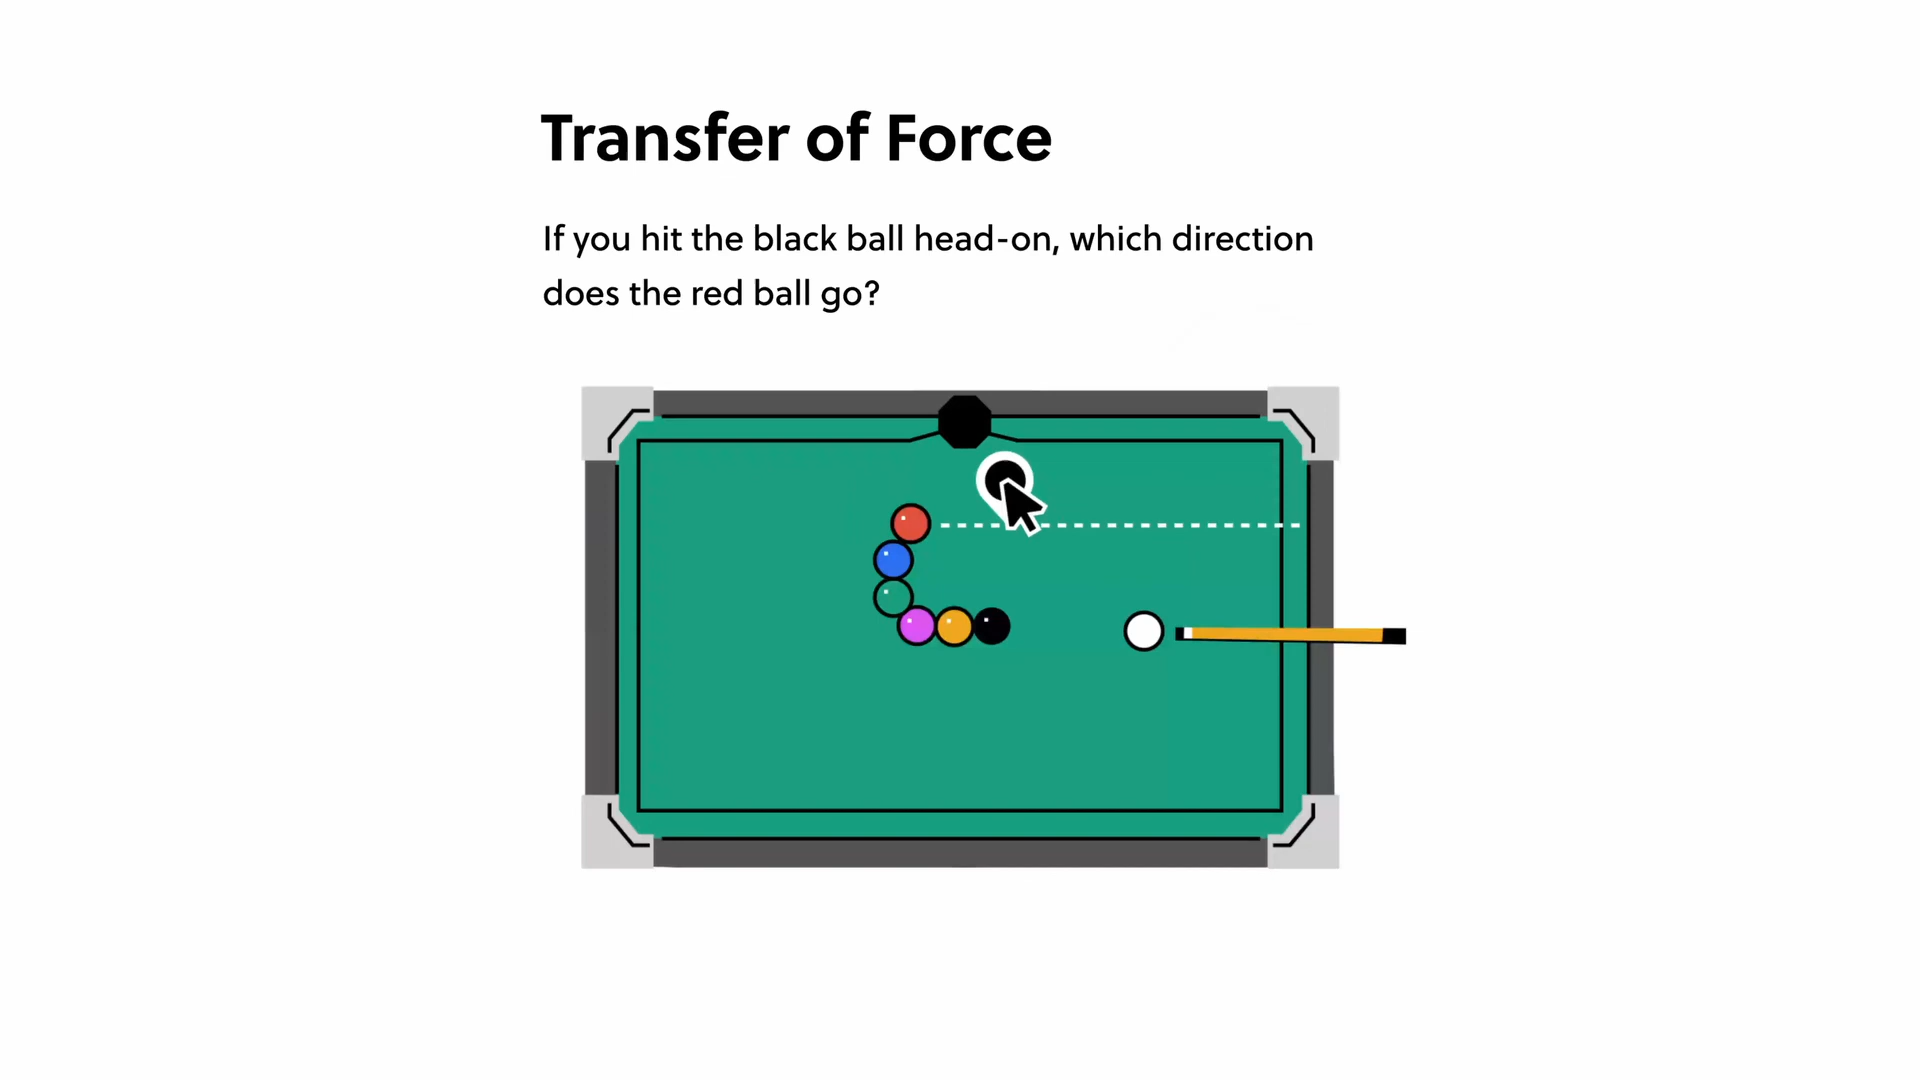 Transfer of Force
If you hit the black ball head-on, which direction
does the red ball go?